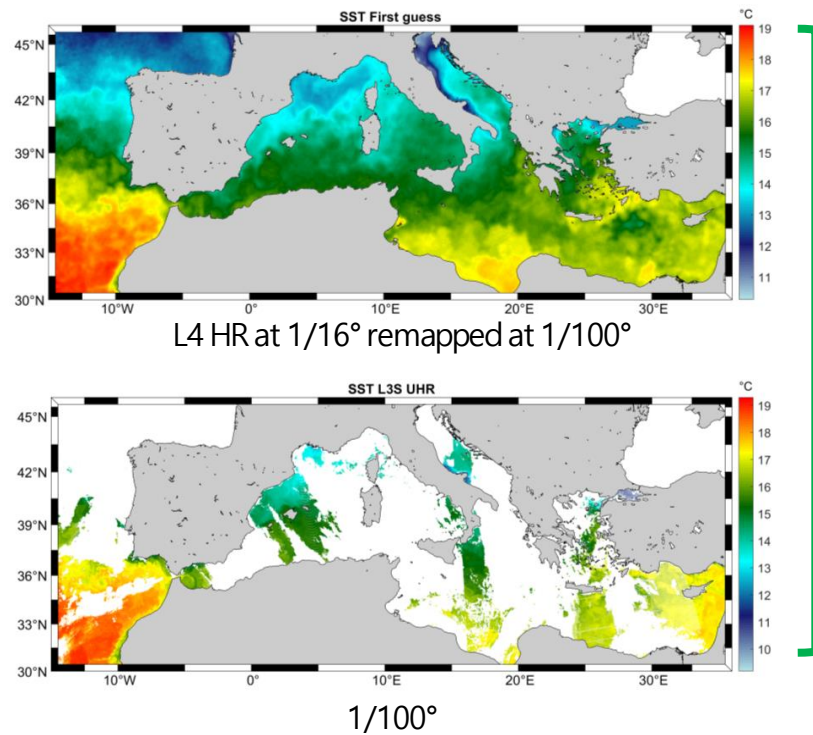 SST First guess
°C
45°N
42°N
39°N
36°N
33°N
30°N
10°W 0° 10°E 20°E 30°E
19
18
17
16
15
14
13
12
11
L4 HR at 1/16° remapped at 1/100°
SST L3S UHR
°C
45°N
42°N
39°N
36°N
33°N
30°N
10°W 0° 10°E 20°E 30°E
19
18
17
16
15
14
13
12
11
10
1/100°